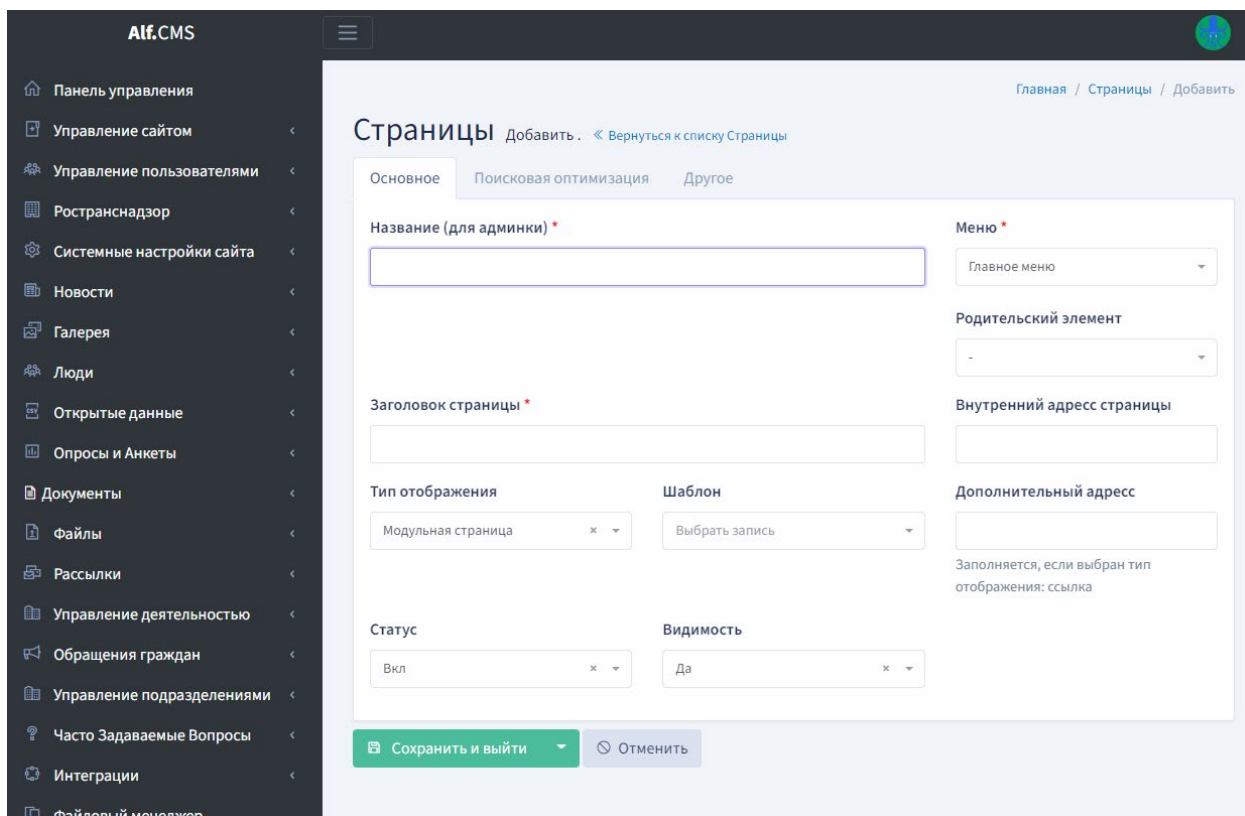 Alf.CMS
Панель управления
Управление сайтом
Управление пользователями
Ространснадзор
Системные настройки сайта
Новости
Галерея
Люди
Открытые данные
Опросы и Анкеты
Документы
Файлы
Рассылки
Управление деятельностью
Обращения граждан
Управление подразделениями
Часто Задаваемые Вопросы
Интеграции
Файловый менеджер
Главная / Страницы / Добавить
Страницы Добавить. « Вернуться к списку Страницы
Основное Поисковая оптимизация Другое
Название (для админки) * Меню *
Главное меню
Родительский элемент
-
Заголовок страницы * Внутренний адресс страницы
Тип отображения Шаблон Дополнительный адресс
Модульная страница × Выбрать запись
Заполняется, если выбран тип
отображения: ссылка
Статус Видимость
Вкл × Да ×
Сохранить и выйти Отменить